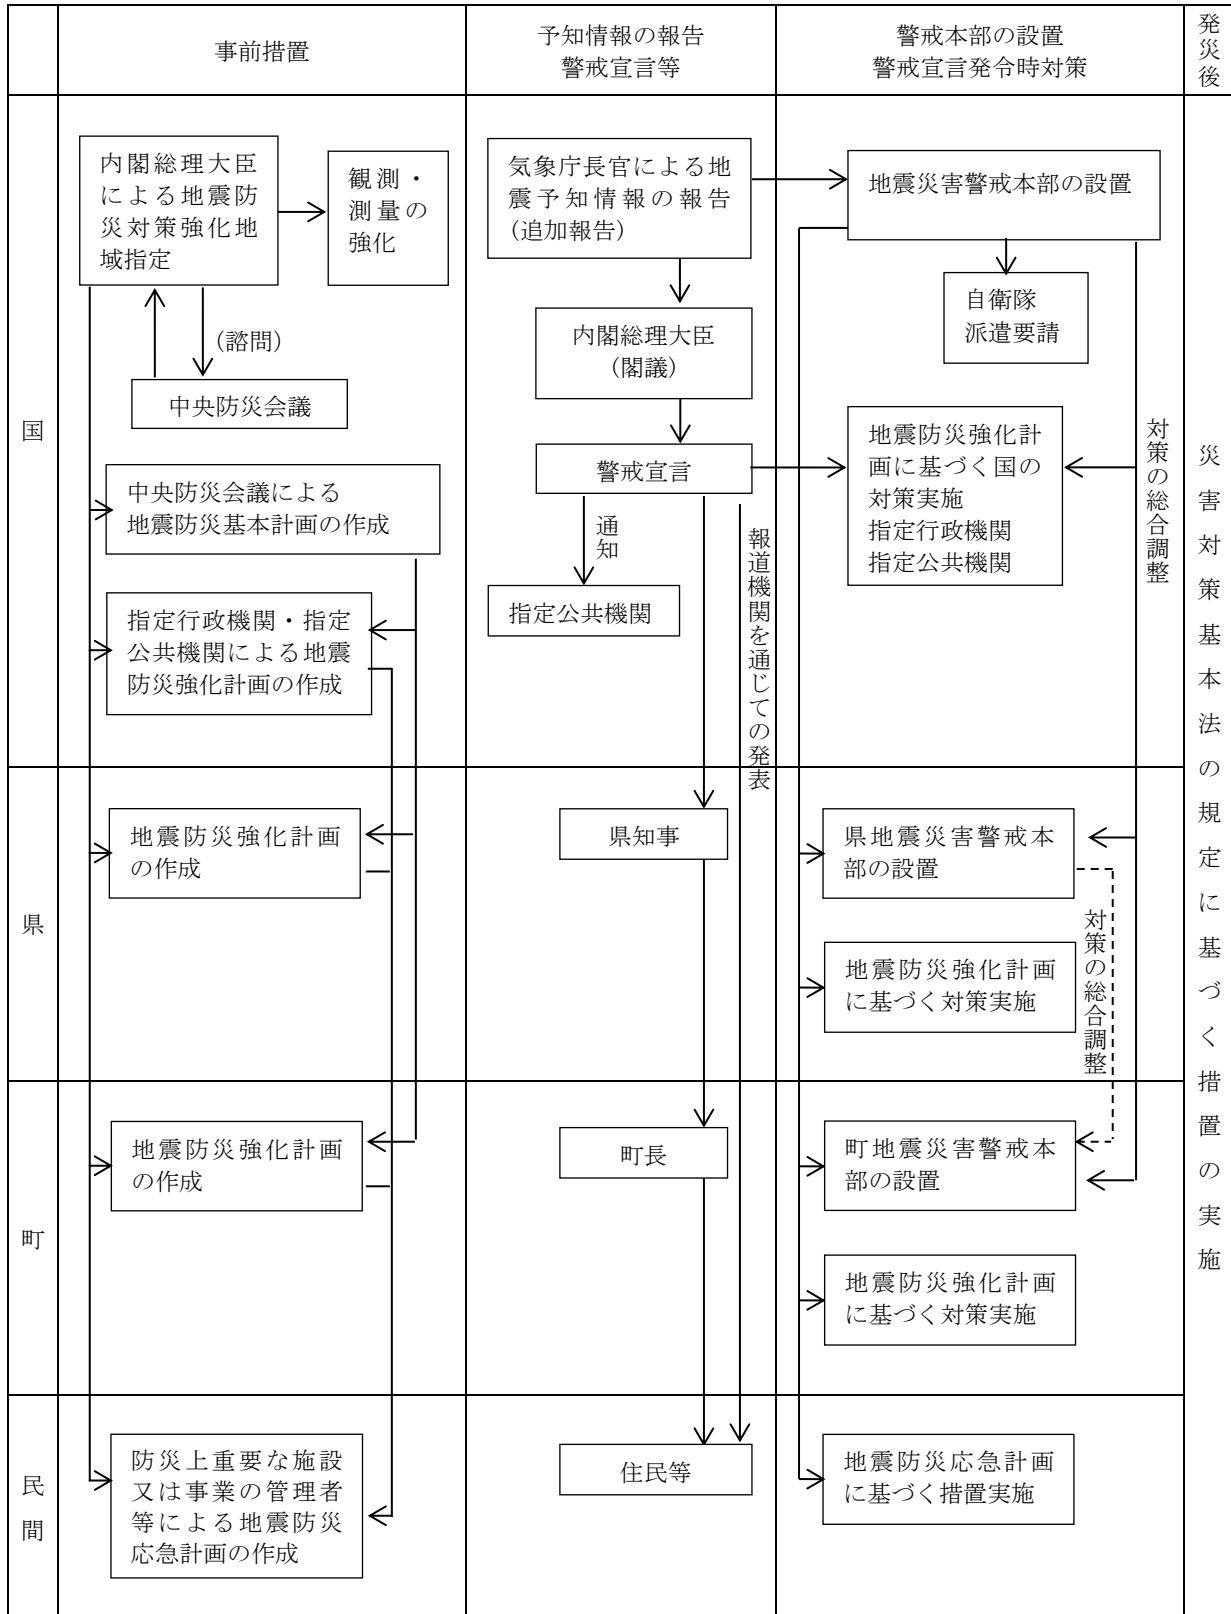 事前措置
予知情報の報告
警戒宣言等
警戒本部の設置
警戒宣言発令時対策
発災後
国
内閣総理大臣
による地震防
災対策強化地
域指定
観測・
測量の
強化
(諮問)
中央防災会議
中央防災会議による
地震防災基本計画の作成
指定行政機関・指定
公共機関による地震
防災強化計画の作成
気象庁長官による地
震予知情報の報告
(追加報告)
内閣総理大臣
(閣議)
警戒宣言
通知
指定公共機関
報道機関を通じての発表
地震災害警戒本部の設置
自衛隊
派遣要請
地震防災強化計
画に基づく国の
対策実施
指定行政機関
指定公共機関
対策の総合調整
災害対策基本法の規定に基づく措置の実施
県
地震防災強化計画
の作成
県知事
県地震災害警戒本
部の設置
地震防災強化計画
に基づく対策実施
対策の総合調整
町
地震防災強化計画
の作成
町長
町地震災害警戒本
部の設置
地震防災強化計画
に基づく対策実施
民間
防災上重要な施設
又は事業の管理者
等による地震防災
応急計画の作成
住民等
地震防災応急計画
に基づく措置実施